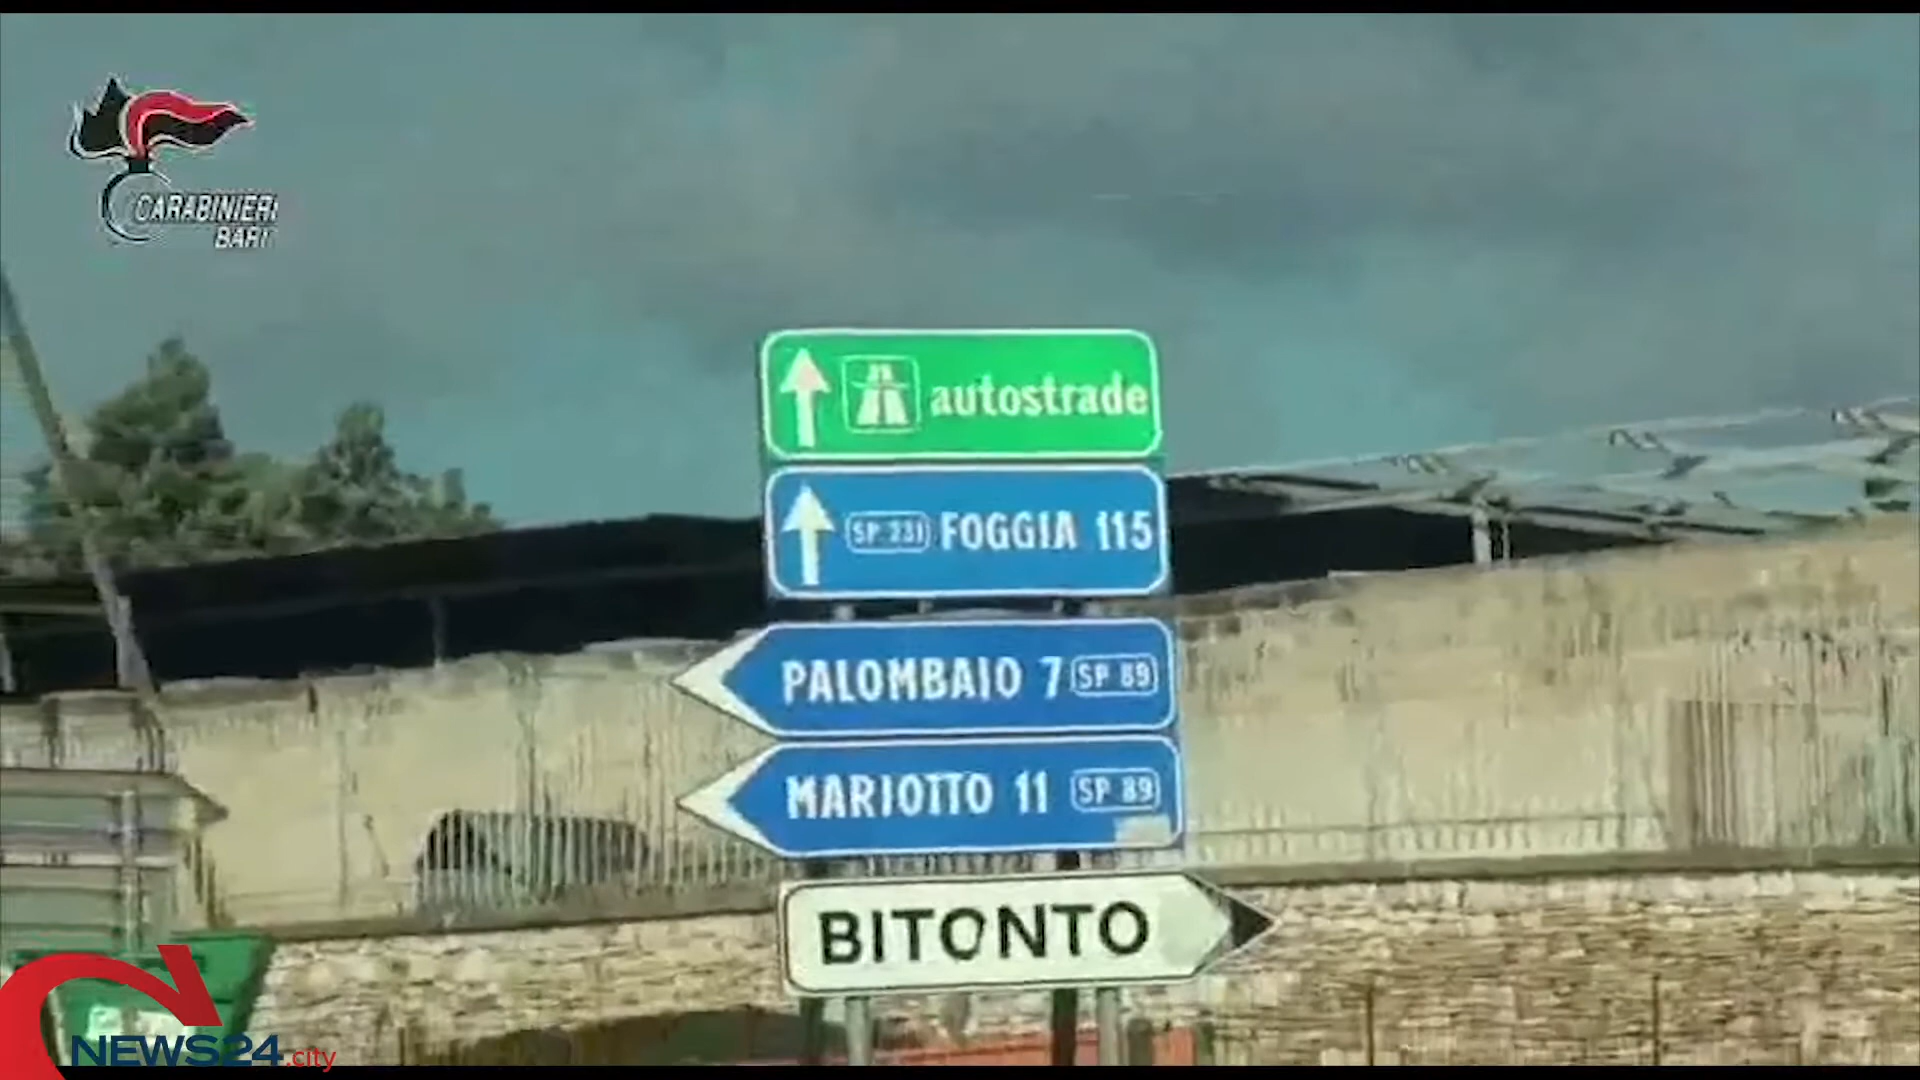 CARABINIERI
BARI
autostrade
SP 231 FOGGIA 115
PALOMBAIO 7 SP 89
MARIOTTO 11 SP 89
BITONTO
NEWS24.city